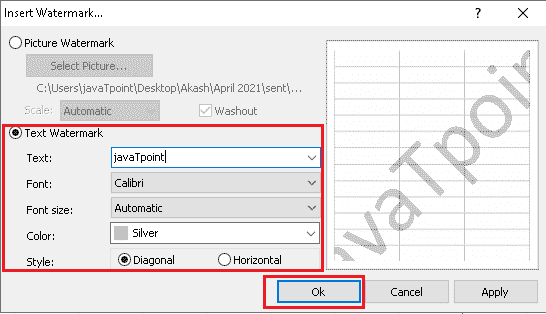 Insert Watermark...
? ×
Picture Watermark
Select Picture...
C:\Users\javaTpoint\Desktop\Akash\April 2021\sent\...
Scale: Automatic Washout
Text Watermark
Text: javaTpoint
Font: Calibri
Font size: Automatic
Color: Silver
Style: Diagonal Horizontal
javaTpoin
Ok Cancel Apply